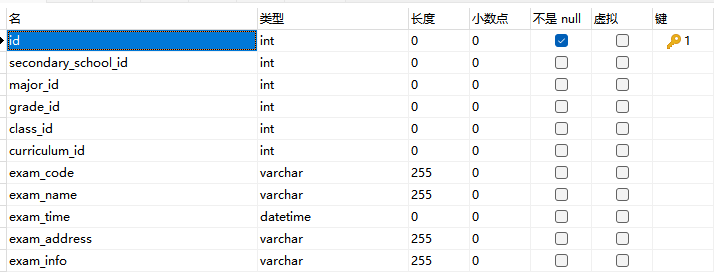 名 类型 长度 小数点 不是 null 虚拟 键
id int 0 0 1
secondary_school_id int 0 0
major_id int 0 0
grade_id int 0 0
class_id int 0 0
curriculum_id int 0 0
exam_code varchar 255 0
exam_name varchar 255 0
exam_time datetime 0 0
exam_address varchar 255 0
exam_info varchar 255 0